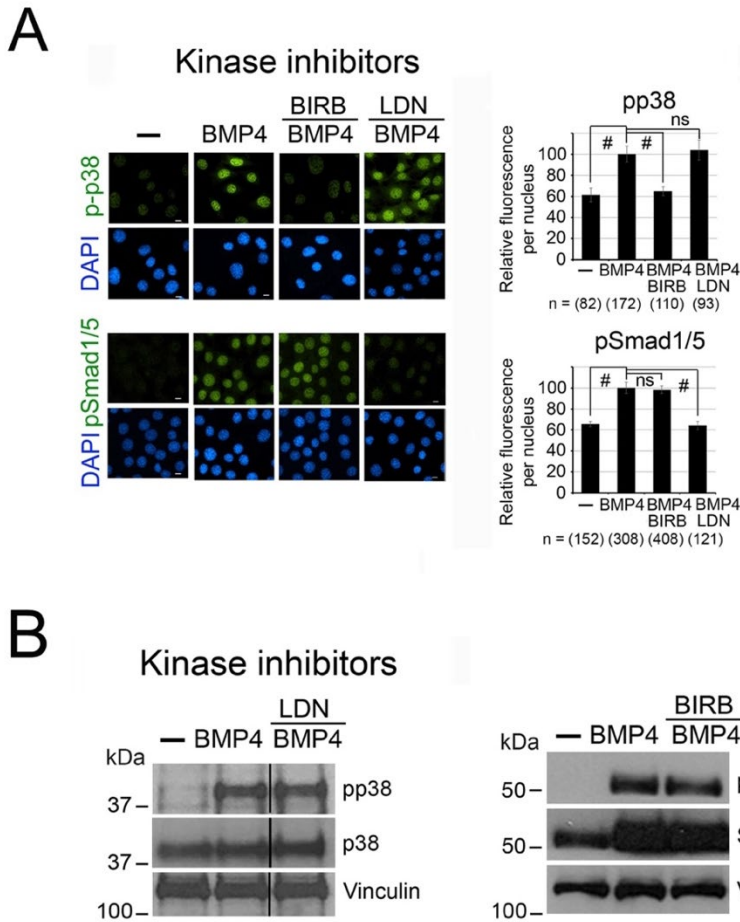 A
Kinase inhibitors
BIRB LDN
— BMP4 BMP4 BMP4
p-p38
DAPI
pSmad1/5
DAPI
pp38
Relative fluorescence
per nucleus
100
80
60
40
20
0
# # ns
— BMP4 BMP4 BMP4
BIRB LDN
n = (82) (172) (110) (93)
pSmad1/5
Relative fluorescence
per nucleus
100
80
60
40
20
0
# ns #
— BMP4 BMP4 BMP4
BIRB LDN
n = (152) (308) (408) (121)
B
Kinase inhibitors
LDN
— BMP4 BMP4
kDa
37 — pp38
37 — p38
Vinculin
100 —
BIRB
— BMP4 BMP4
kDa
50 —
50 —
100 —